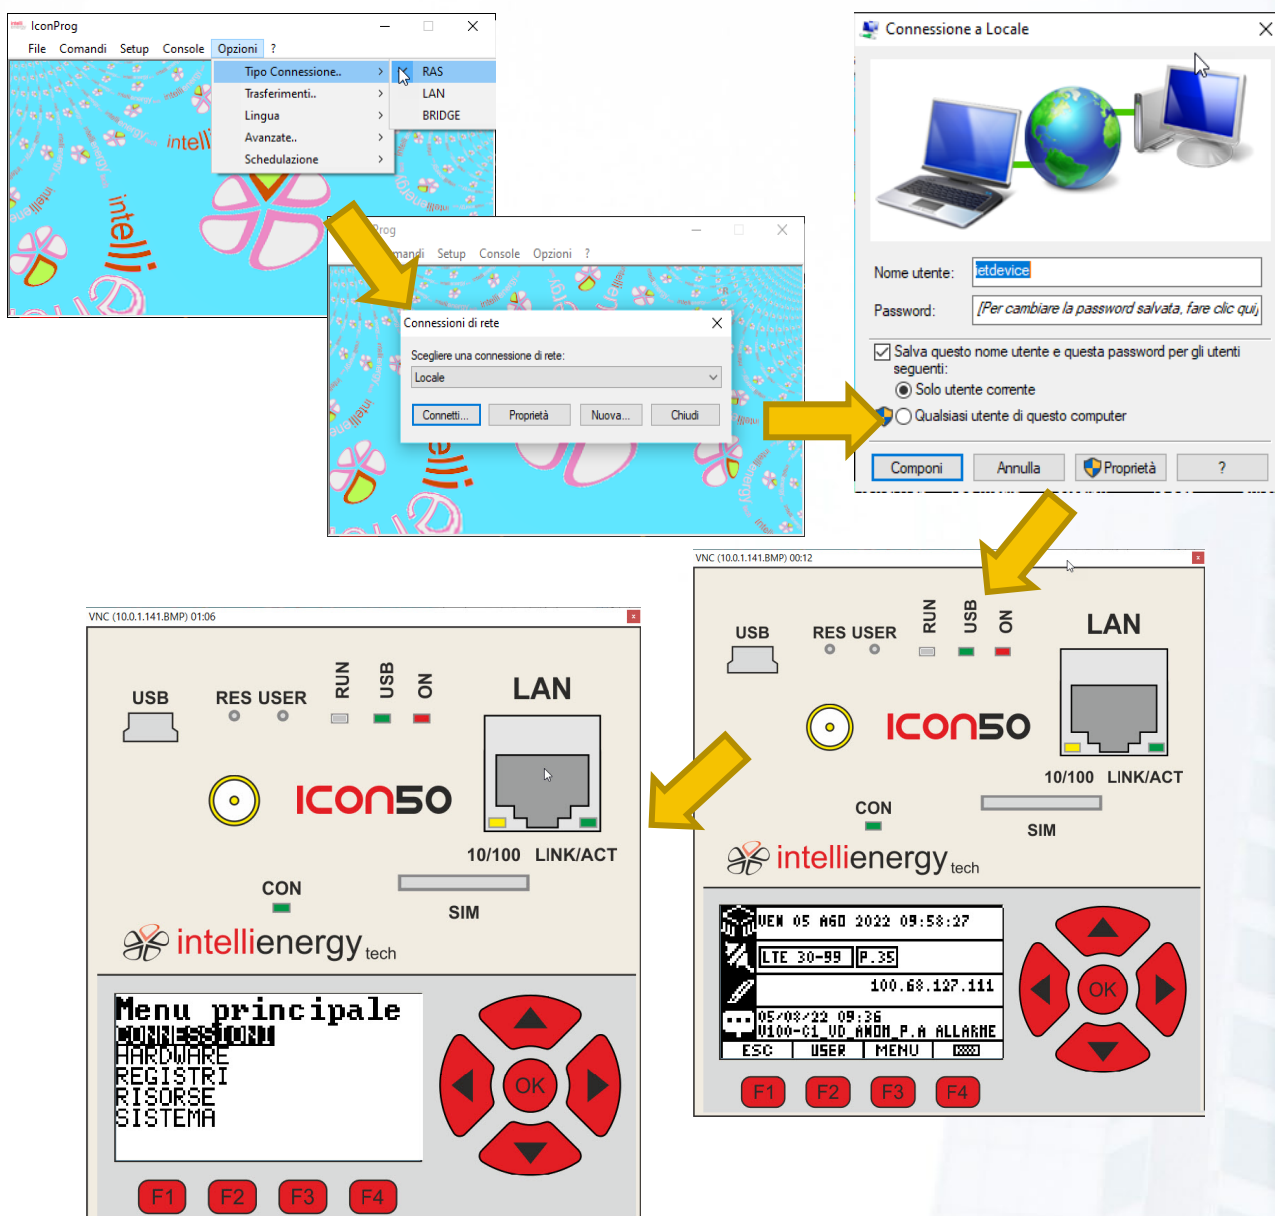 IconProg
File Comandi Setup Console Opzioni ?
Tipo Connessione..
Trasferimenti..
Lingua
Avanzate..
Schedulazione
RAS
LAN
BRIDGE
intelli
intelli
Prog
mandi Setup Console Opzioni ?
Connessioni di rete
Scegliere una connessione di rete:
Locale
Connetti... Proprietà Nuova... Chiudi
Connessione a Locale
Nome utente: ietdevice
Password: [Per cambiare la password salvata, fare clic qui]
Salva questo nome utente e questa password per gli utenti
seguenti:
Solo utente corrente
Qualsiasi utente di questo computer
Componi Annulla Proprietà ?
VNC (10.0.1.141.BMP) 00:12
USB RES USER RUN USB ON LAN
ICON50
10/100 LINK/ACT
CON
SIM
intellienergy tech
VEN 05 AGO 2022 09:58:27
LTE 30-99 P.35
100.68.127.111
05/08/22 09:36
V100-C1_VD_ANOM_P.A ALLARME
ESC USER MENU
OK
F1 F2 F3 F4
VNC (10.0.1.141.BMP) 01:06
USB RES USER RUN USB ON LAN
ICON50
10/100 LINK/ACT
CON
SIM
intellienergy tech
Menu principale
CONNESSIONI
HARDWARE
REGISTRI
RISORSE
SISTEMA
OK
F1 F2 F3 F4